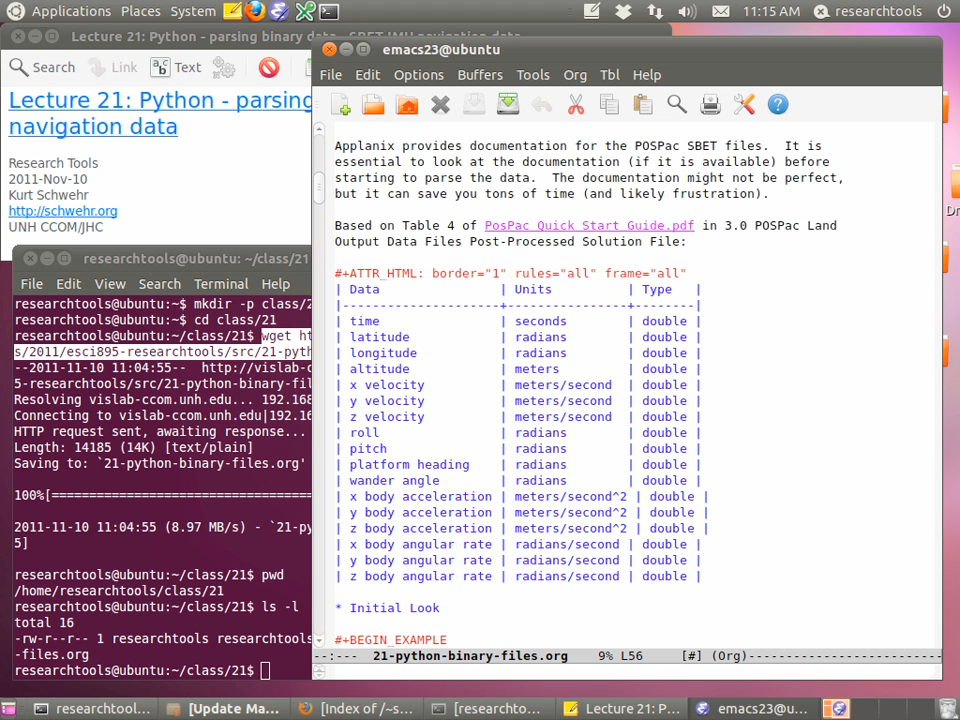 Applications Places System
11:15 AM researchtools
Lecture 21: Python - parsing binary data - SBET IMU navigation data
Search Link Text
Lecture 21: Python - parsing
navigation data
Research Tools
2011-Nov-10
Kurt Schwehr
http://schwehr.org
UNH CCOM/JHC
researchtools@ubuntu: ~/class/21
File Edit View Search Terminal Help
researchtools@ubuntu:~$ mkdir -p class/2
researchtools@ubuntu:~$ cd class/21
researchtools@ubuntu:~/class/21$ wget ht
s/2011/esci895-researchtools/src/21-pyth
--2011-11-10 11:04:55-- http://vislab-c
5-researchtools/src/21-python-binary-fil
Resolving vislab-ccom.unh.edu... 192.168
Connecting to vislab-ccom.unh.edu|192.16
HTTP request sent, awaiting response...
Length: 14185 (14K) [text/plain]
Saving to: `21-python-binary-files.org'
100%[=====================================
2011-11-10 11:04:55 (8.97 MB/s) - `21-py
5]
researchtools@ubuntu:~/class/21$ pwd
/home/researchtools/class/21
researchtools@ubuntu:~/class/21$ ls -l
total 16
-rw-r--r-- 1 researchtools researchtools
-files.org
researchtools@ubuntu:~/class/21$
emacs23@ubuntu
File Edit Options Buffers Tools Org Tbl Help
Applanix provides documentation for the POSPac SBET files. It is
essential to look at the documentation (if it is available) before
starting to parse the data. The documentation might not be perfect,
but it can save you tons of time (and likely frustration).
Based on Table 4 of PosPac Quick Start Guide.pdf in 3.0 POSPac Land
Output Data Files Post-Processed Solution File:
#+ATTR_HTML: border="1" rules="all" frame="all"
| Data | Units | Type |
|---------------------+----------------+--------|
| time | seconds | double |
| latitude | radians | double |
| longitude | radians | double |
| altitude | meters | double |
| x velocity | meters/second | double |
| y velocity | meters/second | double |
| z velocity | meters/second | double |
| roll | radians | double |
| pitch | radians | double |
| platform heading | radians | double |
| wander angle | radians | double |
| x body acceleration | meters/second^2 | double |
| y body acceleration | meters/second^2 | double |
| z body acceleration | meters/second^2 | double |
| x body angular rate | radians/second | double |
| y body angular rate | radians/second | double |
| z body angular rate | radians/second | double |
* Initial Look
#+BEGIN_EXAMPLE
--:--- 21-python-binary-files.org 9% L56 [#] (Org)--------------------------
researchtool... [Update Ma... [Index of /~s... [researchtoo... Lecture 21: P... emacs23@u...